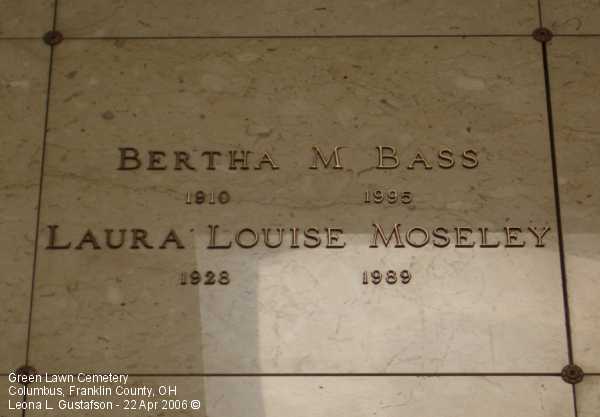 BERTHA M BASS
1910 1995
LAURA LOUISE MOSELEY
1928 1989
Green Lawn Cemetery
Columbus, Franklin County, OH
Leona L. Gustafson - 22 Apr 2006 ©